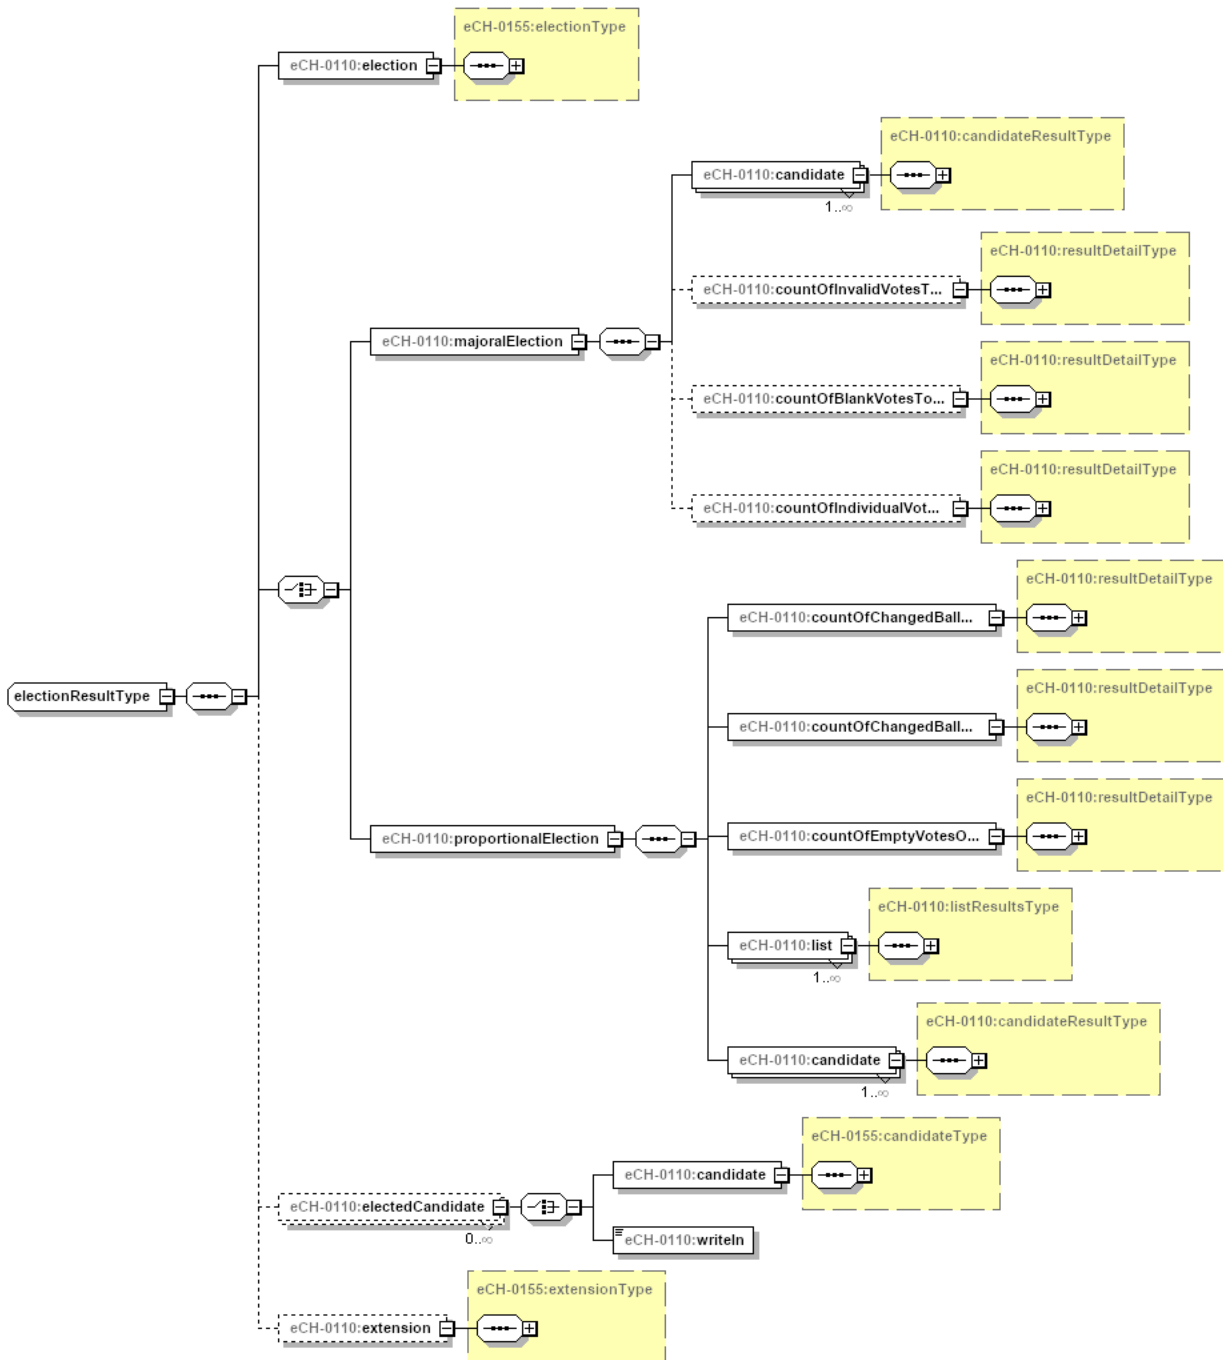 eCH-0155:electionType
eCH-0110:election
eCH-0110:candidateResultType
eCH-0110:candidate
1..∞
eCH-0110:resultDetailType
eCH-0110:countOfInvalidVotesT...
eCH-0110:majoralElection
eCH-0110:resultDetailType
eCH-0110:countOfBlankVotesTo...
eCH-0110:resultDetailType
eCH-0110:countOfIndividualVot...
eCH-0110:resultDetailType
eCH-0110:countOfChangedBall...
electionResultType
eCH-0110:resultDetailType
eCH-0110:countOfChangedBall...
eCH-0110:resultDetailType
eCH-0110:proportionalElection
eCH-0110:countOfEmptyVotesO...
eCH-0110:listResultsType
eCH-0110:list
1..∞
eCH-0110:candidateResultType
eCH-0110:candidate
1..∞
eCH-0155:candidateType
eCH-0110:candidate
eCH-0110:electedCandidate
0..∞
eCH-0110:writeIn
eCH-0155:extensionType
eCH-0110:extension